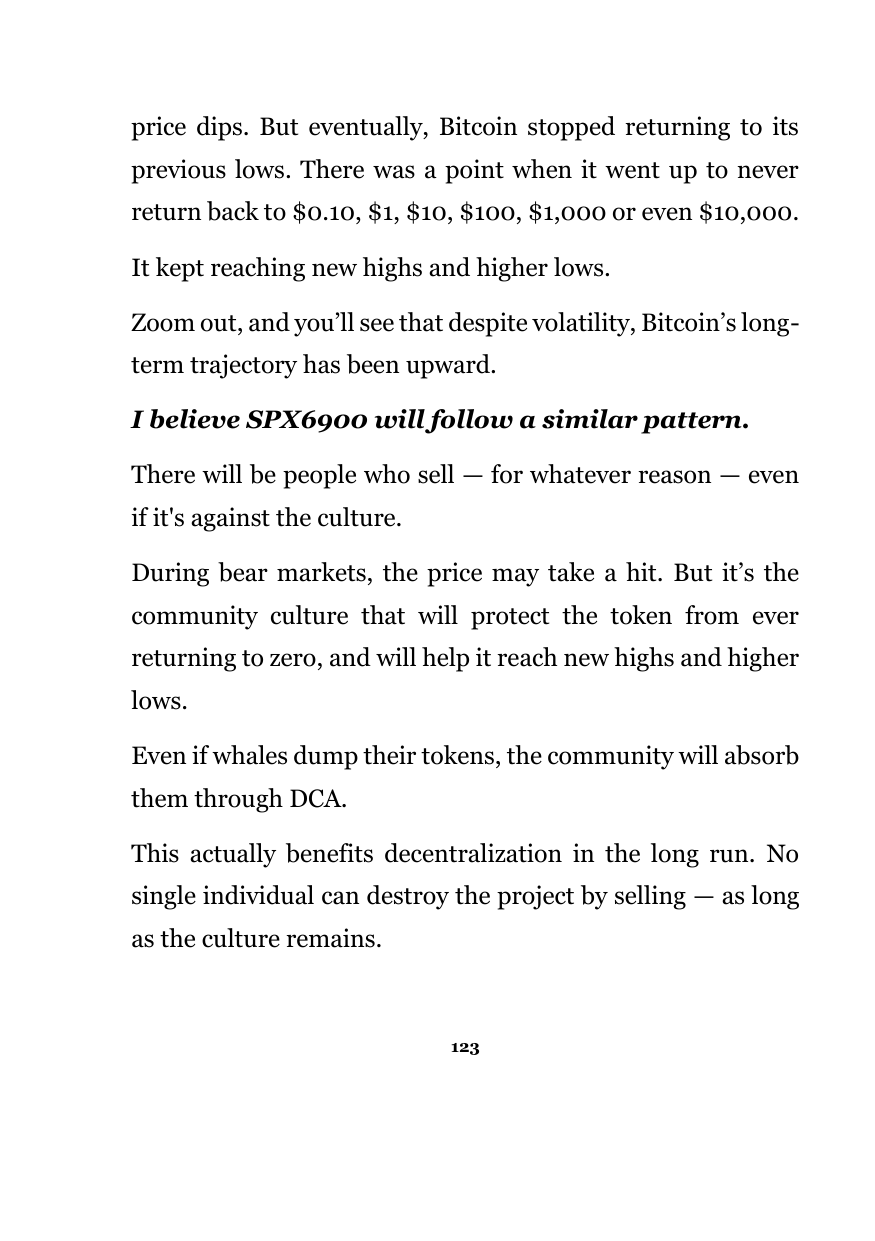 price dips. But eventually, Bitcoin stopped returning to its
previous lows. There was a point when it went up to never
return back to $0.10, $1, $10, $100, $1,000 or even $10,000.
It kept reaching new highs and higher lows.
Zoom out, and you’ll see that despite volatility, Bitcoin’s long-
term trajectory has been upward.
I believe SPX6900 will follow a similar pattern.
There will be people who sell — for whatever reason — even
if it's against the culture.
During bear markets, the price may take a hit. But it’s the
community culture that will protect the token from ever
returning to zero, and will help it reach new highs and higher
lows.
Even if whales dump their tokens, the community will absorb
them through DCA.
This actually benefits decentralization in the long run. No
single individual can destroy the project by selling — as long
as the culture remains.
123